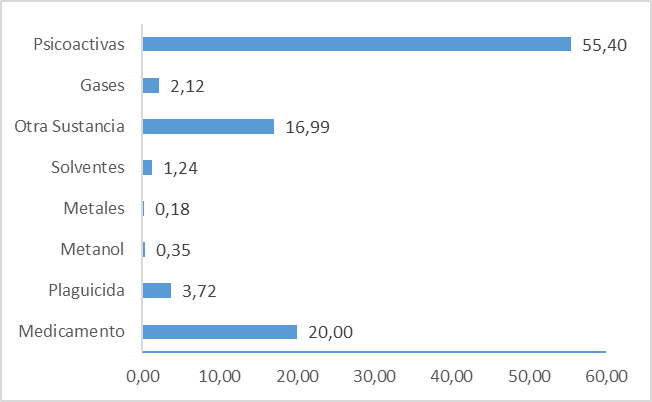 Psicoactivas 55,40
Gases 2,12
Otra Sustancia 16,99
Solventes 1,24
Metales 0,18
Metanol 0,35
Plaguicida 3,72
Medicamento 20,00
0,00 10,00 20,00 30,00 40,00 50,00 60,00